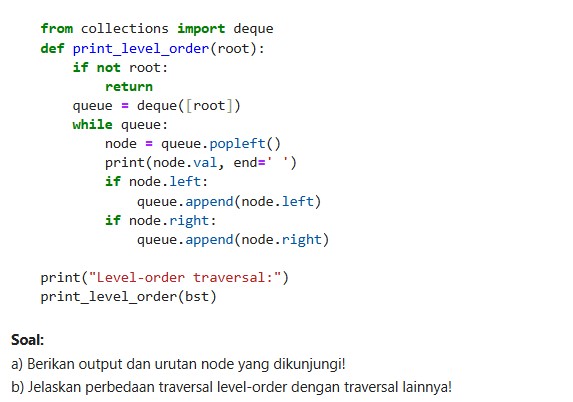 from collections import deque
def print_level_order(root):
    if not root:
        return
    queue = deque([root])
    while queue:
        node = queue.popleft()
        print(node.val, end=' ')
        if node.left:
            queue.append(node.left)
        if node.right:
            queue.append(node.right)

print("Level-order traversal:")
print_level_order(bst)

Soal:
a) Berikan output dan urutan node yang dikunjungi!
b) Jelaskan perbedaan traversal level-order dengan traversal lainnya!